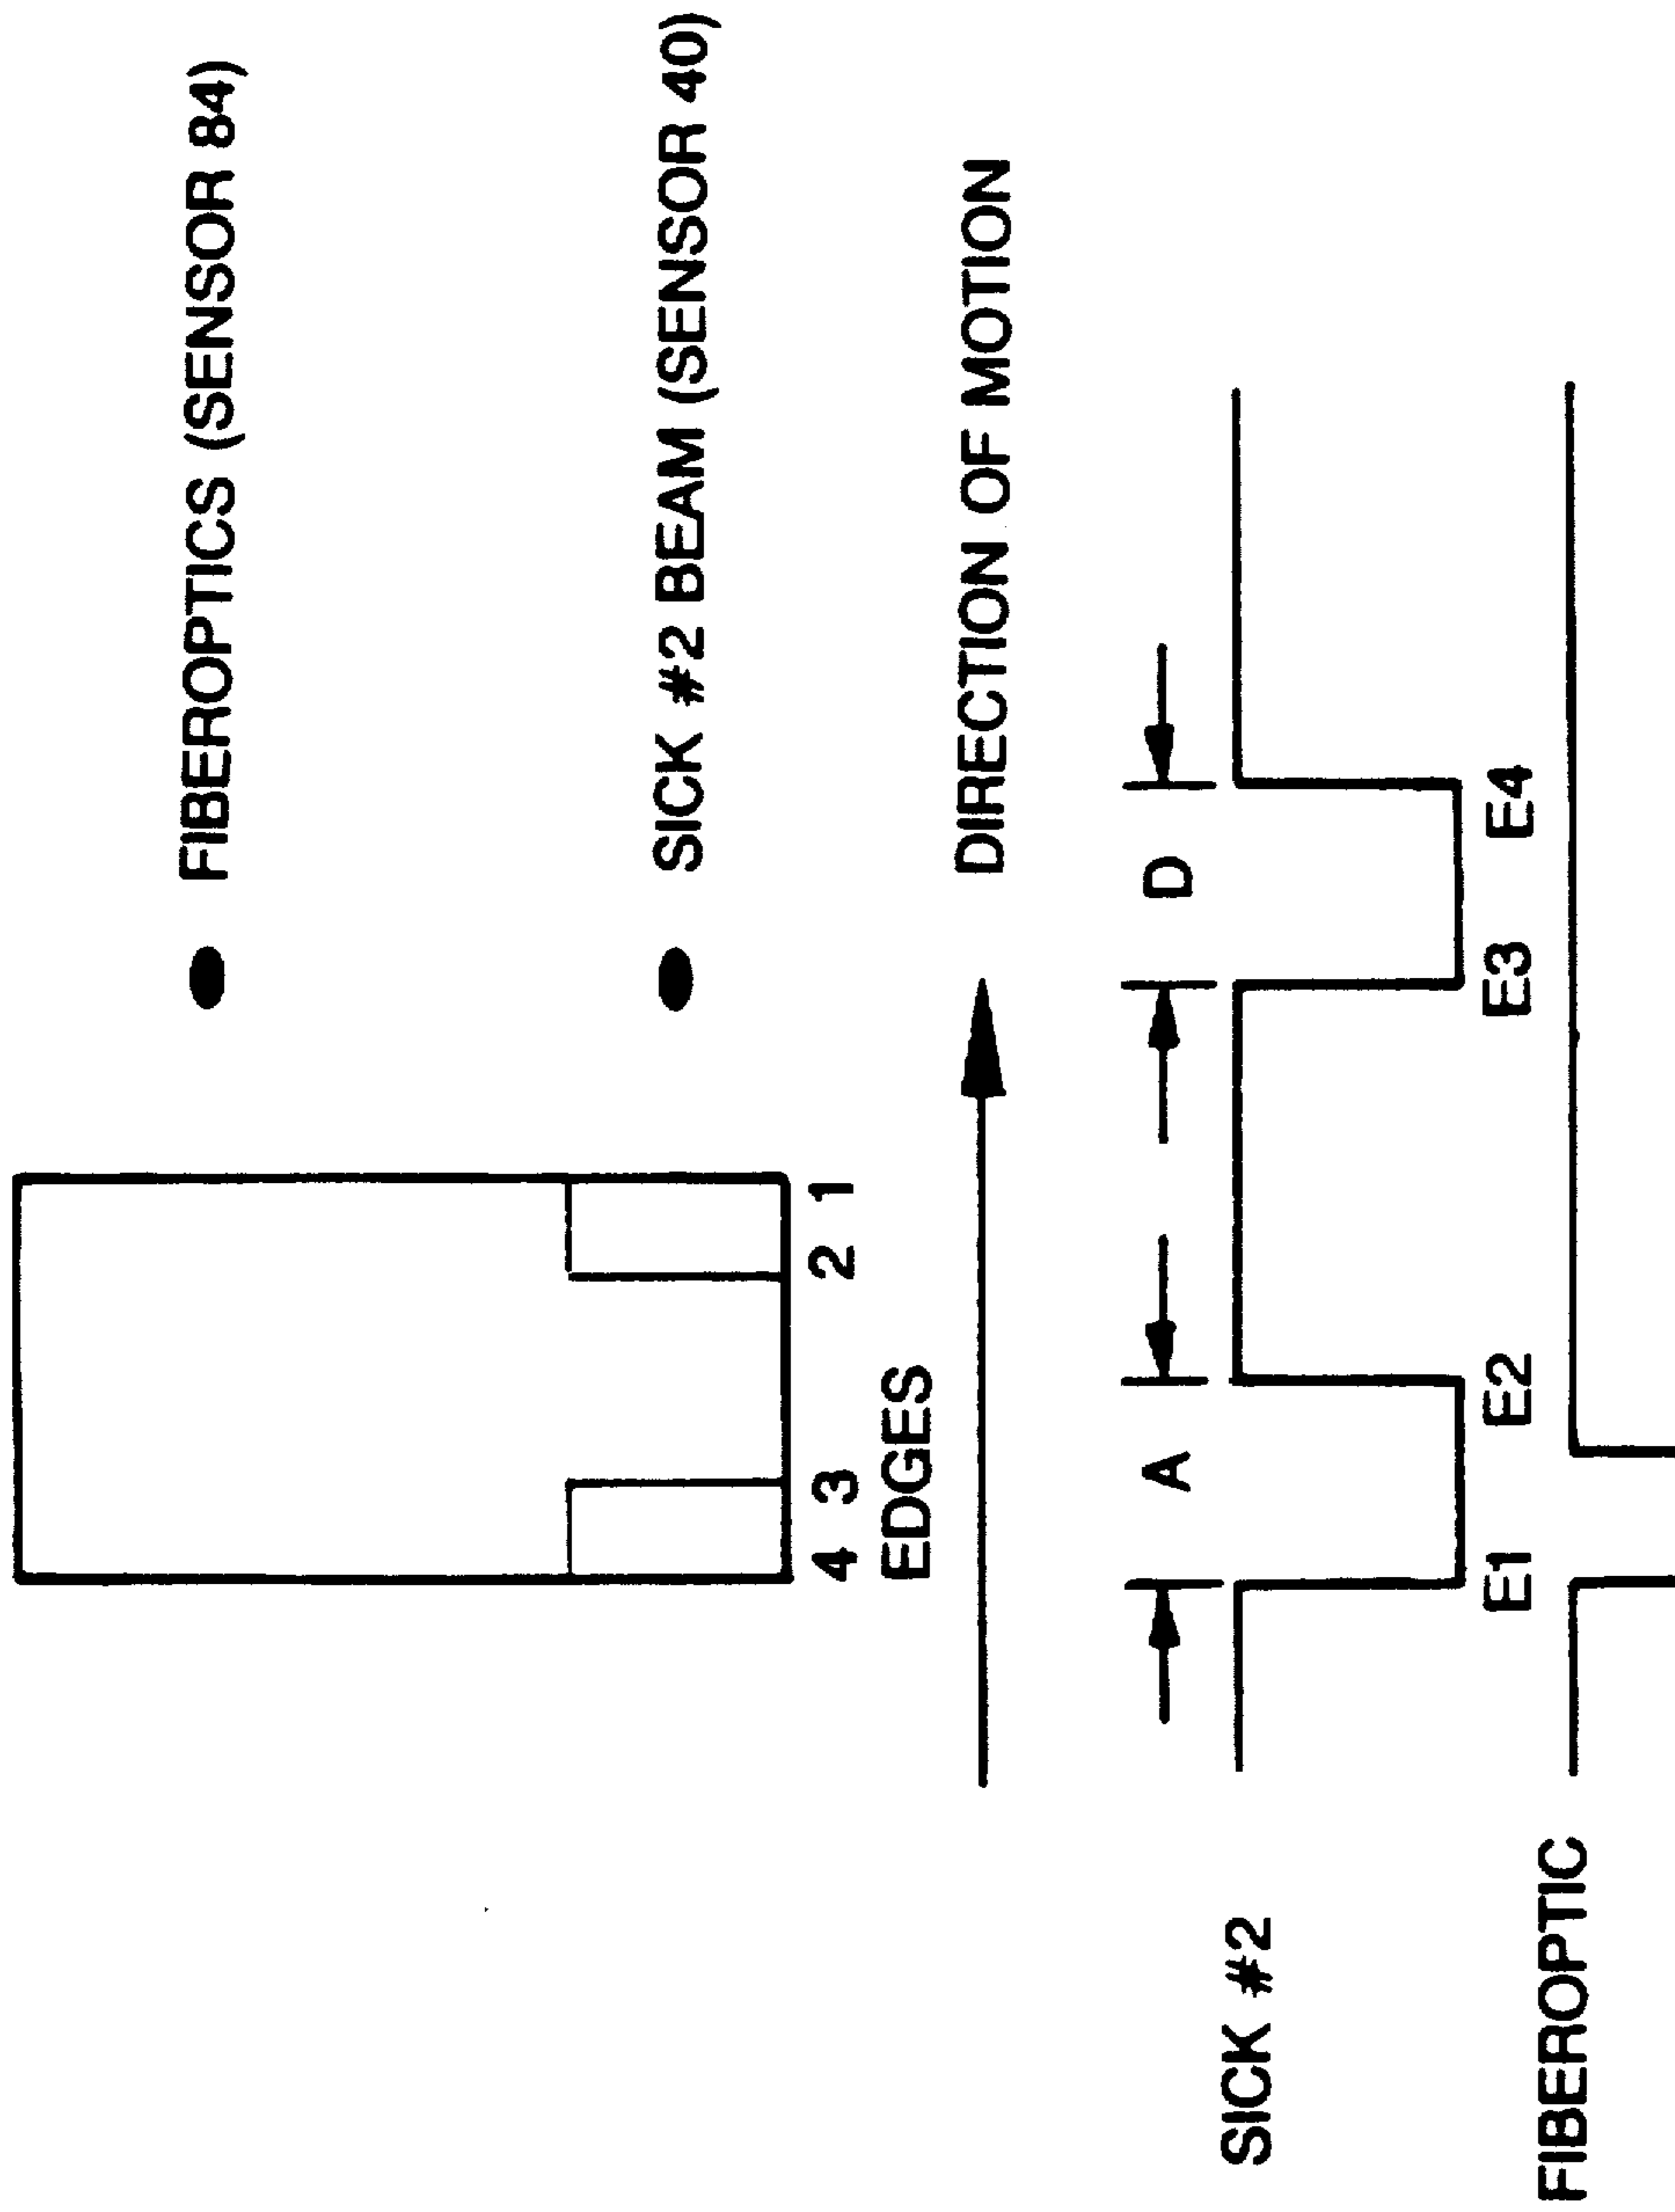 FIBEROPTICS (SENSOR 84)
SICK #2 BEAM (SENSOR 40)
4 3 2 1
EDGES
DIRECTION OF MOTION
A D
SICK #2
E1 E2 E3 E4
FIBEROPTIC